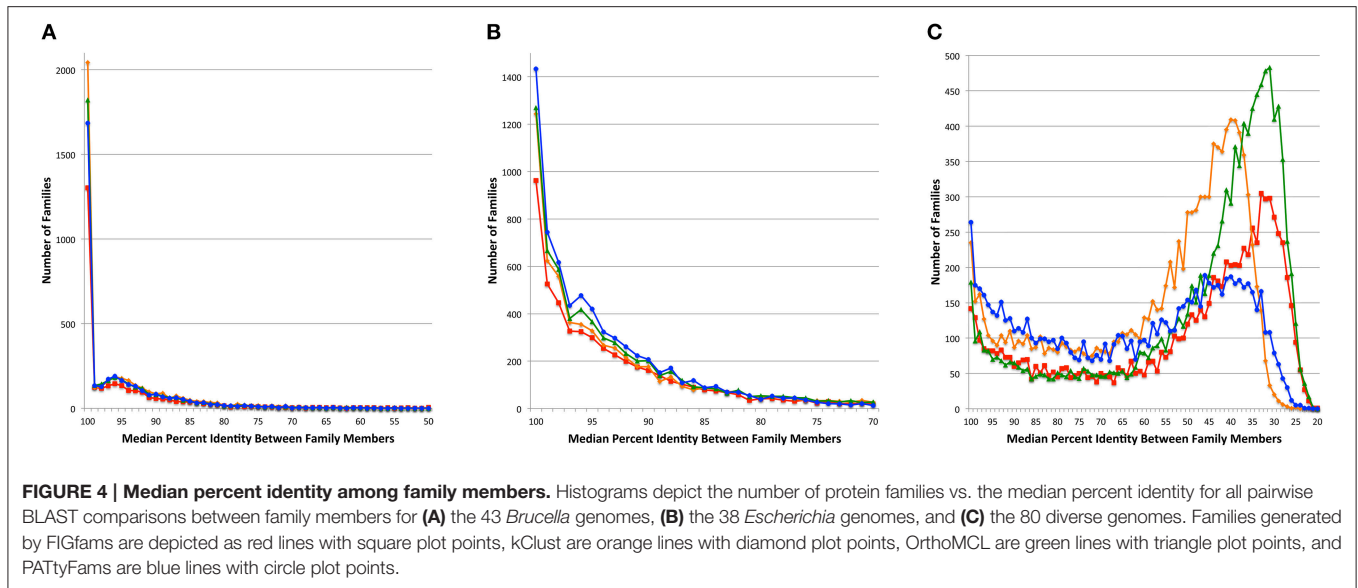 A
2000
1500
1000
500
0
Number of Families
100 95 90 85 80 75 70 65 60 55 50
Median Percent Identity Between Family Members
B
1400
1200
1000
800
600
400
200
0
Number of Families
100 95 90 85 80 75 70
Median Percent Identity Between Family Members
C
500
450
400
350
300
250
200
150
100
50
0
Number of Families
100 95 90 85 80 75 70 65 60 55 50 45 40 35 30 25 20
Median Percent Identity Between Family Members
FIGURE 4 | Median percent identity among family members. Histograms depict the number of protein families vs. the median percent identity for all pairwise
BLAST comparisons between family members for (A) the 43 Brucella genomes, (B) the 38 Escherichia genomes, and (C) the 80 diverse genomes. Families generated
by FIGfams are depicted as red lines with square plot points, kClust are orange lines with diamond plot points, OrthoMCL are green lines with triangle plot points, and
PATtyFams are blue lines with circle plot points.